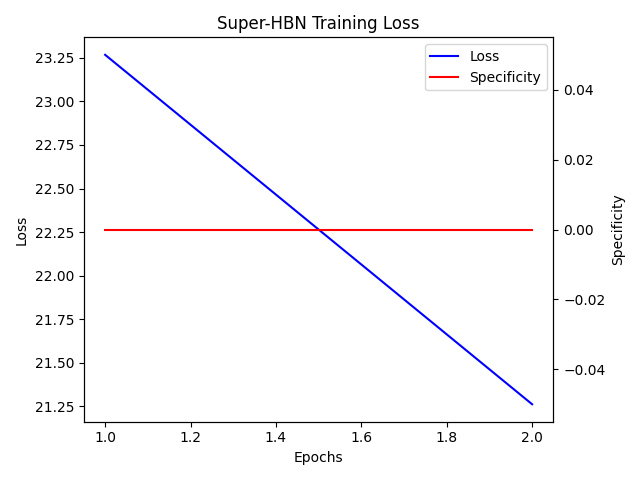 Super-HBN Training Loss
Loss
Specificity
23.25
23.00
22.75
22.50
22.25
22.00
21.75
21.50
21.25
Loss
0.04
0.02
0.00
−0.02
−0.04
Specificity
1.0 1.2 1.4 1.6 1.8 2.0
Epochs